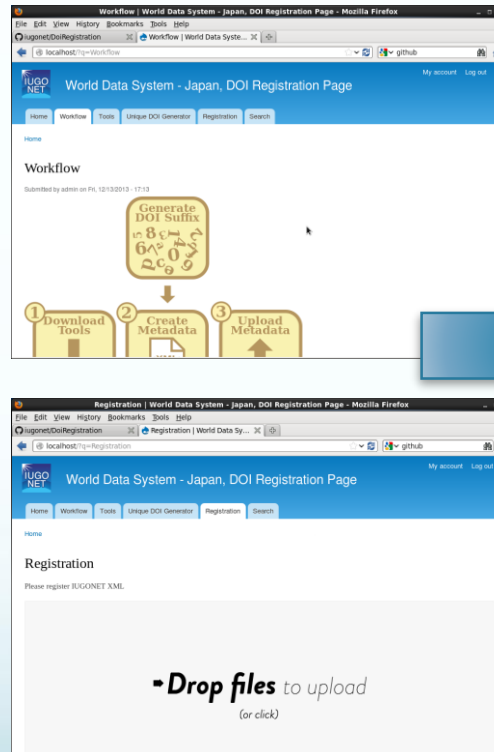 Workflow | World Data System - Japan, DOI Registration Page - Mozilla Firefox
File Edit View History Bookmarks Tools Help
iugonet/DoiRegistration Workflow | World Data Syste...
localhost/?q=Workflow github
My account Log out
IUGO
NET
World Data System - Japan, DOI Registration Page
Home Workflow Tools Unique DOI Generator Registration Search
Home
Workflow
Submitted by admin on Fri, 12/13/2013 - 17:13
Generate
DOI Suffix
1 Download
Tools
2 Create
Metadata
3 Upload
Metadata
XML
Registration | World Data System - Japan, DOI Registration Page - Mozilla Firefox
File Edit View History Bookmarks Tools Help
iugonet/DoiRegistration Registration | World Data Sy...
localhost/?q=Registration github
My account Log out
IUGO
NET
World Data System - Japan, DOI Registration Page
Home Workflow Tools Unique DOI Generator Registration Search
Home
Registration
Please register IUGONET XML.
Drop files to upload
(or click)